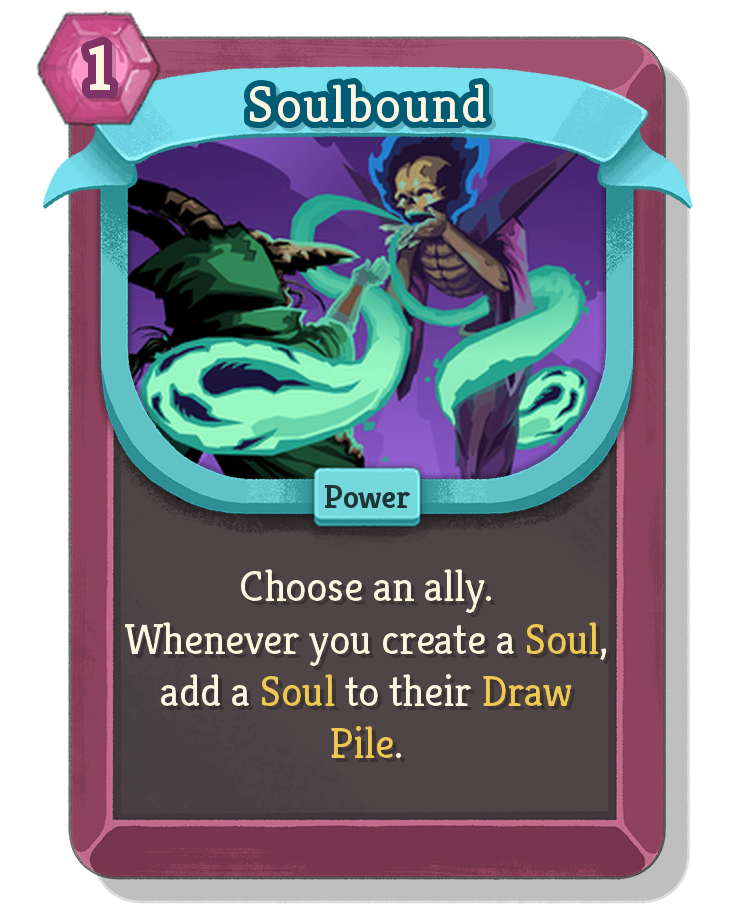 1
Soulbound
Power
Choose an ally.
Whenever you create a Soul,
add a Soul to their Draw
Pile.